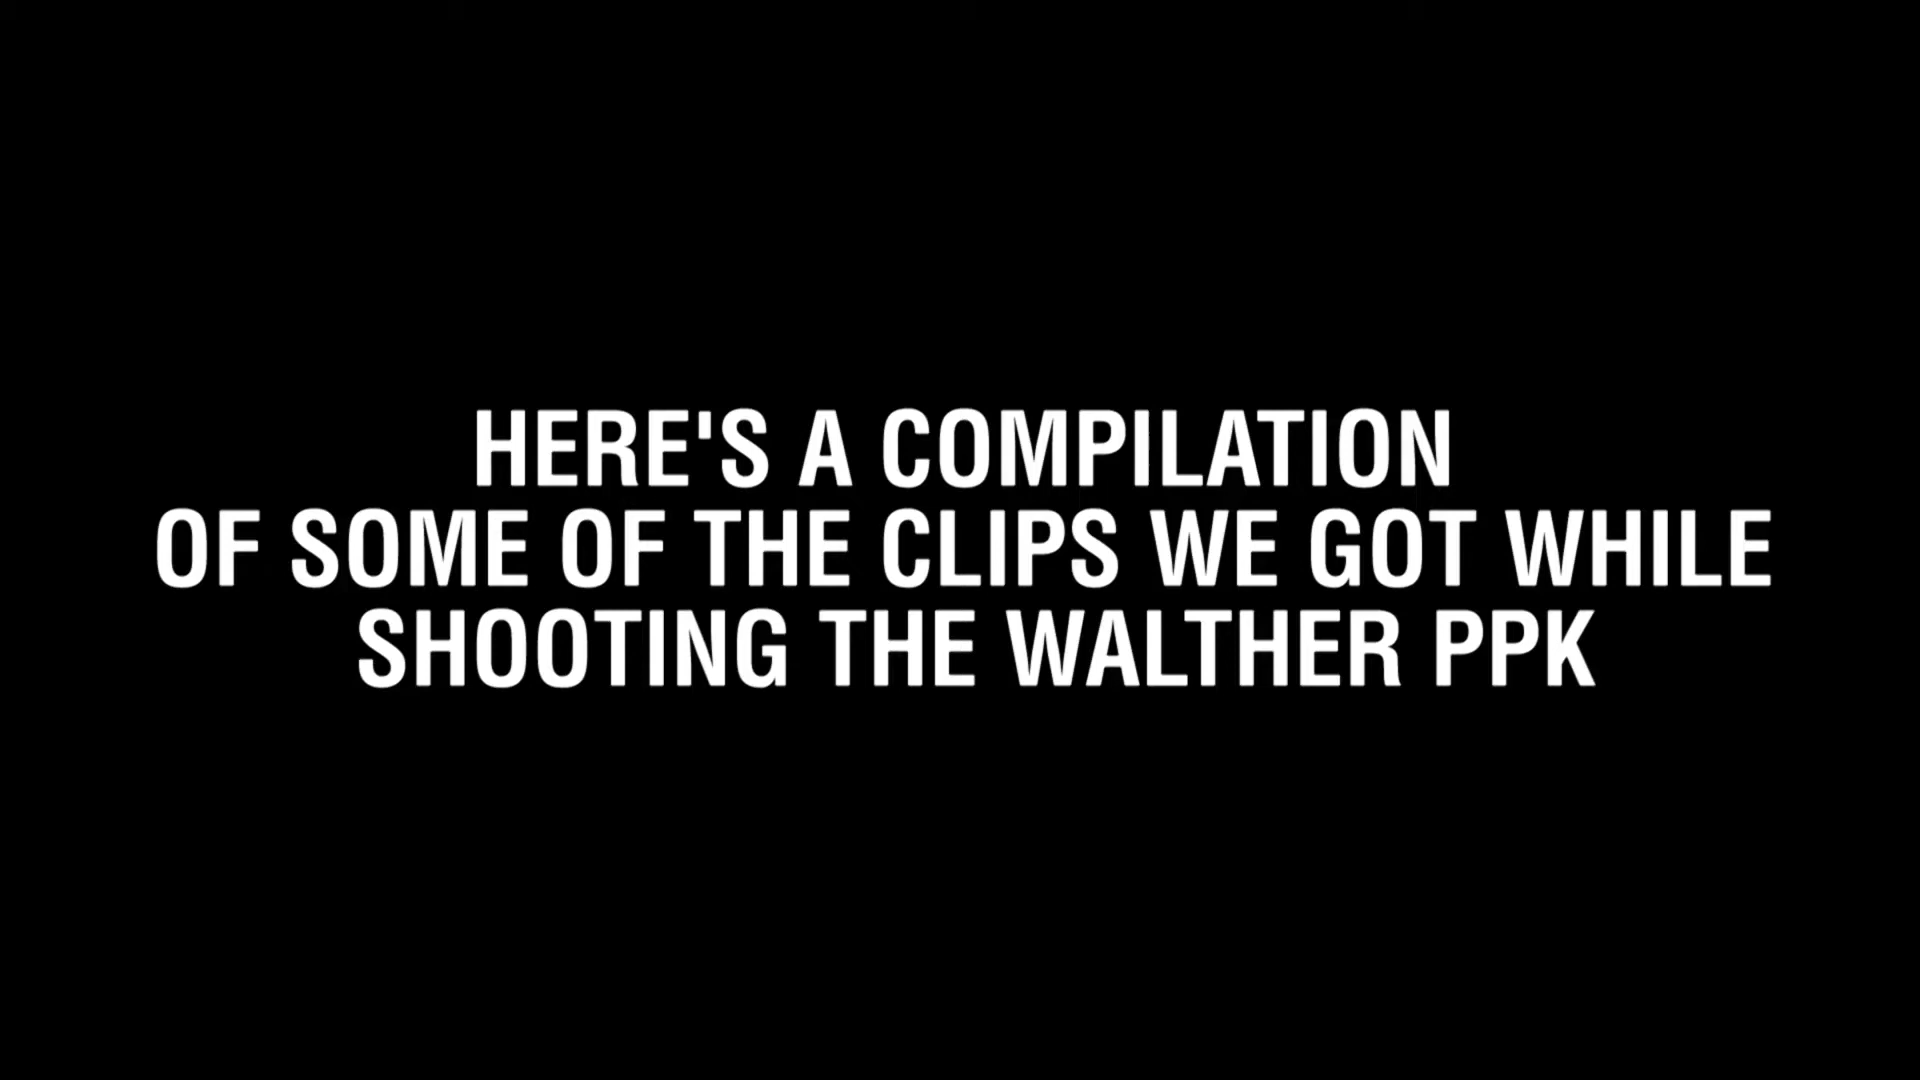 HERE'S A COMPILATION
OF SOME OF THE CLIPS WE GOT WHILE
SHOOTING THE WALTHER PPK